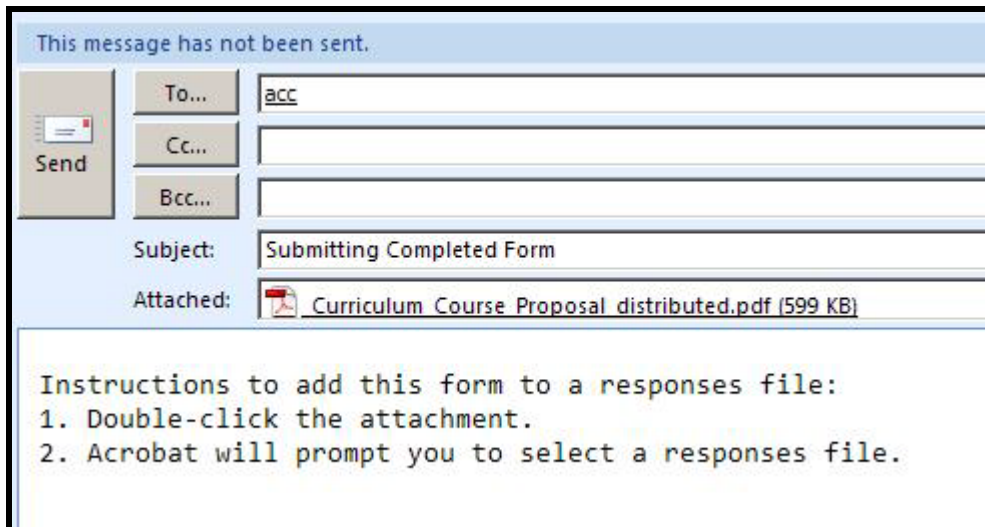 This message has not been sent.
To...
acc
Cc...
Send
Bcc...
Subject:
Submitting Completed Form
Attached:
_Curriculum_Course_Proposal_distributed.pdf (599 KB)
Instructions to add this form to a responses file:
1. Double-click the attachment.
2. Acrobat will prompt you to select a responses file.